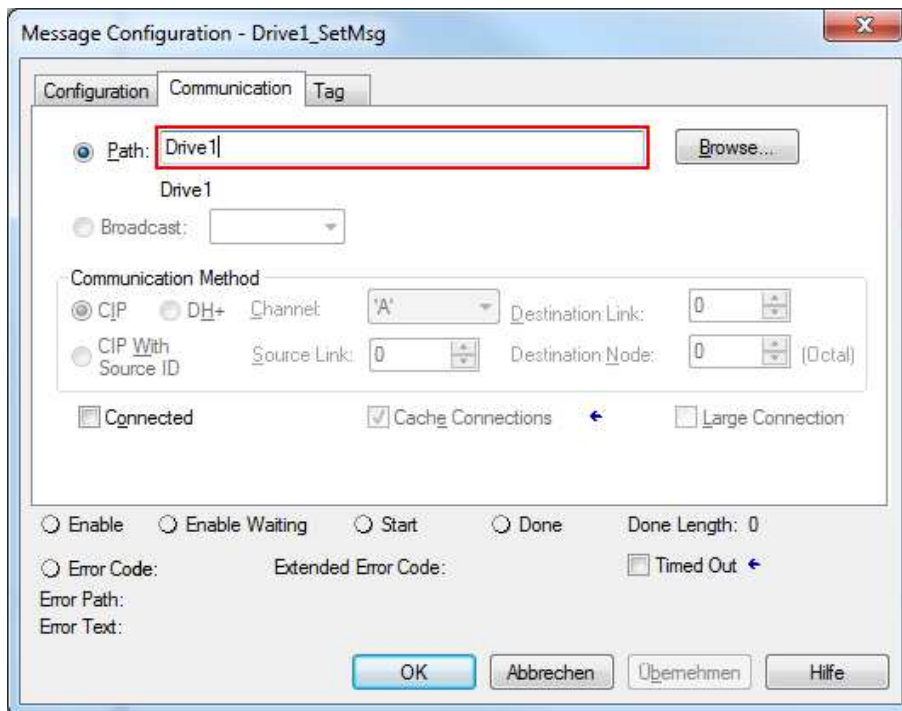 Message Configuration - Drive1_SetMsg
Configuration Communication Tag
Path: Drive1 Browse...
Drive1
Broadcast:
Communication Method
CIP DH+ Channel: 'A' Destination Link: 0
CIP With Source ID Source Link: 0 Destination Node: 0 (Octal)
Connected Cache Connections Large Connection
Enable Enable Waiting Start Done Done Length: 0
Error Code: Extended Error Code: Timed Out
Error Path:
Error Text:
OK Abbrechen Übernehmen Hilfe